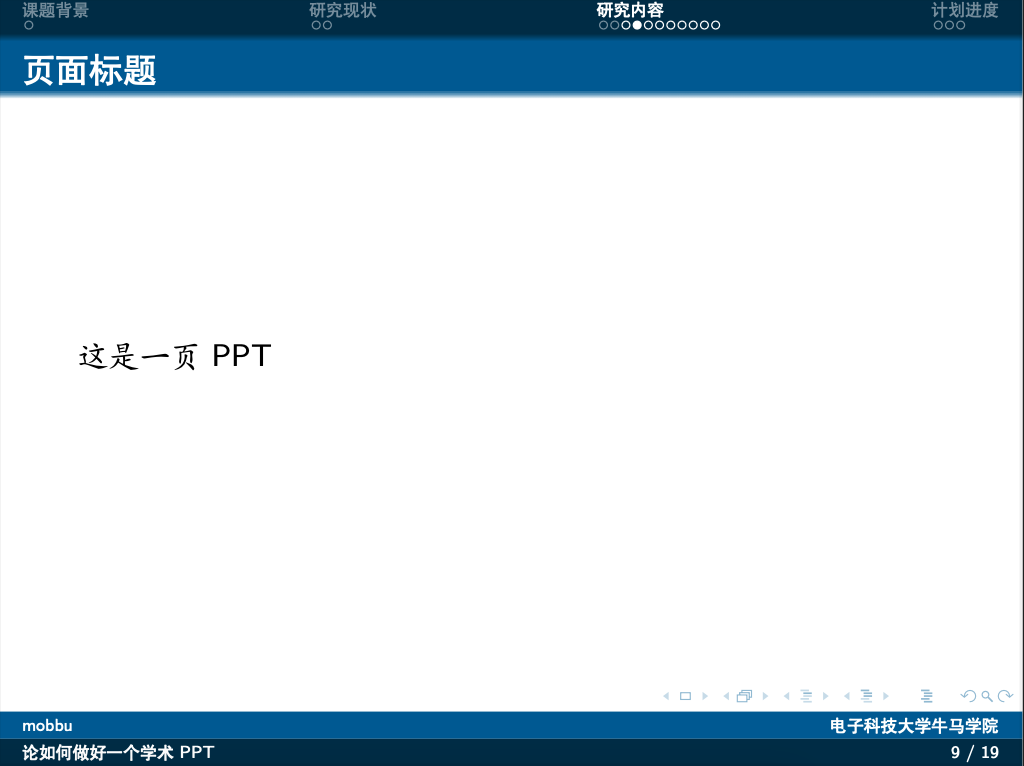 课题背景 研究现状 研究内容 计划进度
页面标题
这是一页 PPT
mobbu 电子科技大学牛马学院
论如何做好一个学术 PPT 9 / 19